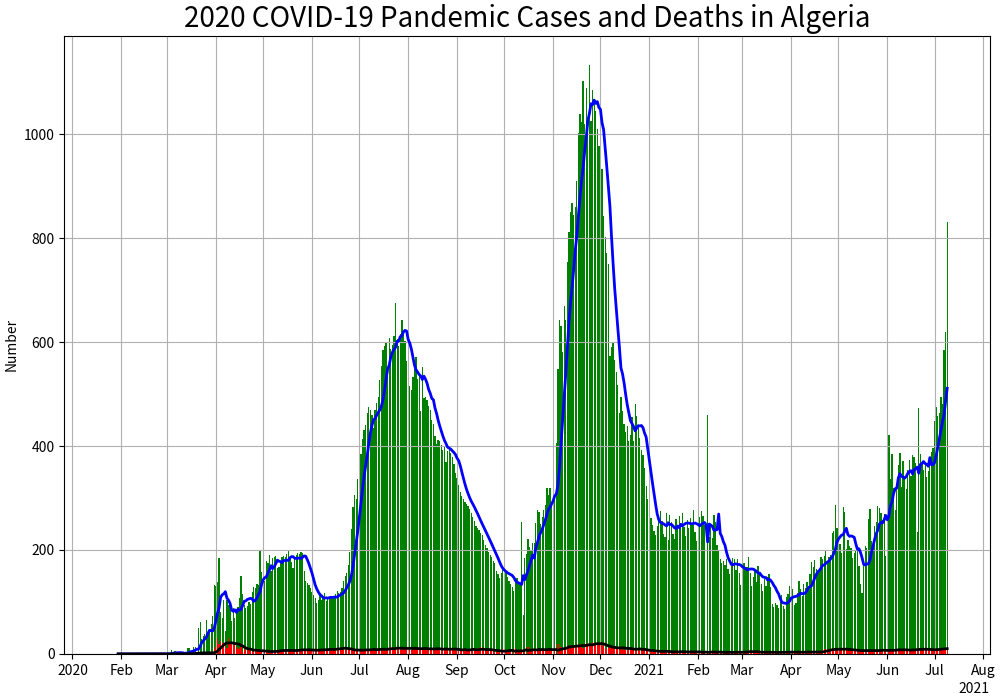 2020 COVID-19 Pandemic Cases and Deaths in Algeria
Number
1000
800
600
400
200
0
2020 Feb Mar Apr May Jun Jul Aug Sep Oct Nov Dec 2021 Feb Mar Apr May Jun Jul Aug
2021